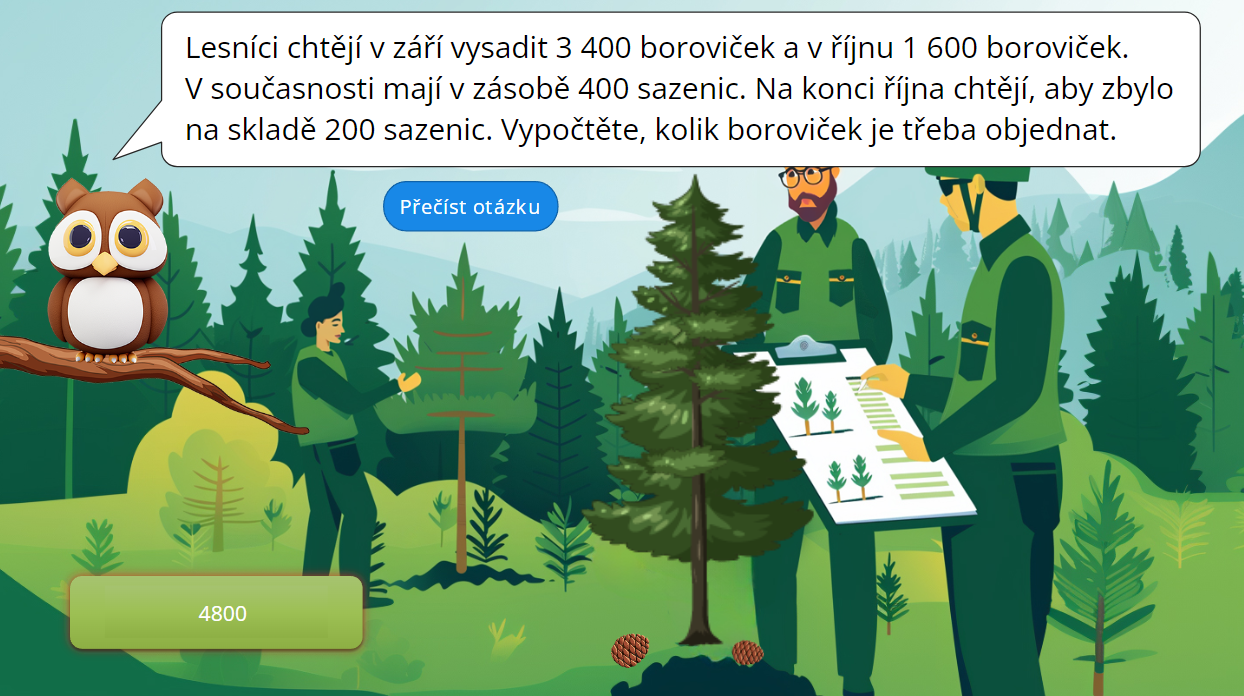 Lesníci chtějí v září vysadit 3 400 boroviček a v říjnu 1 600 boroviček.
V současnosti mají v zásobě 400 sazenic. Na konci října chtějí, aby zbylo
na skladě 200 sazenic. Vypočtěte, kolik boroviček je třeba objednat.
Přečíst otázku
4800